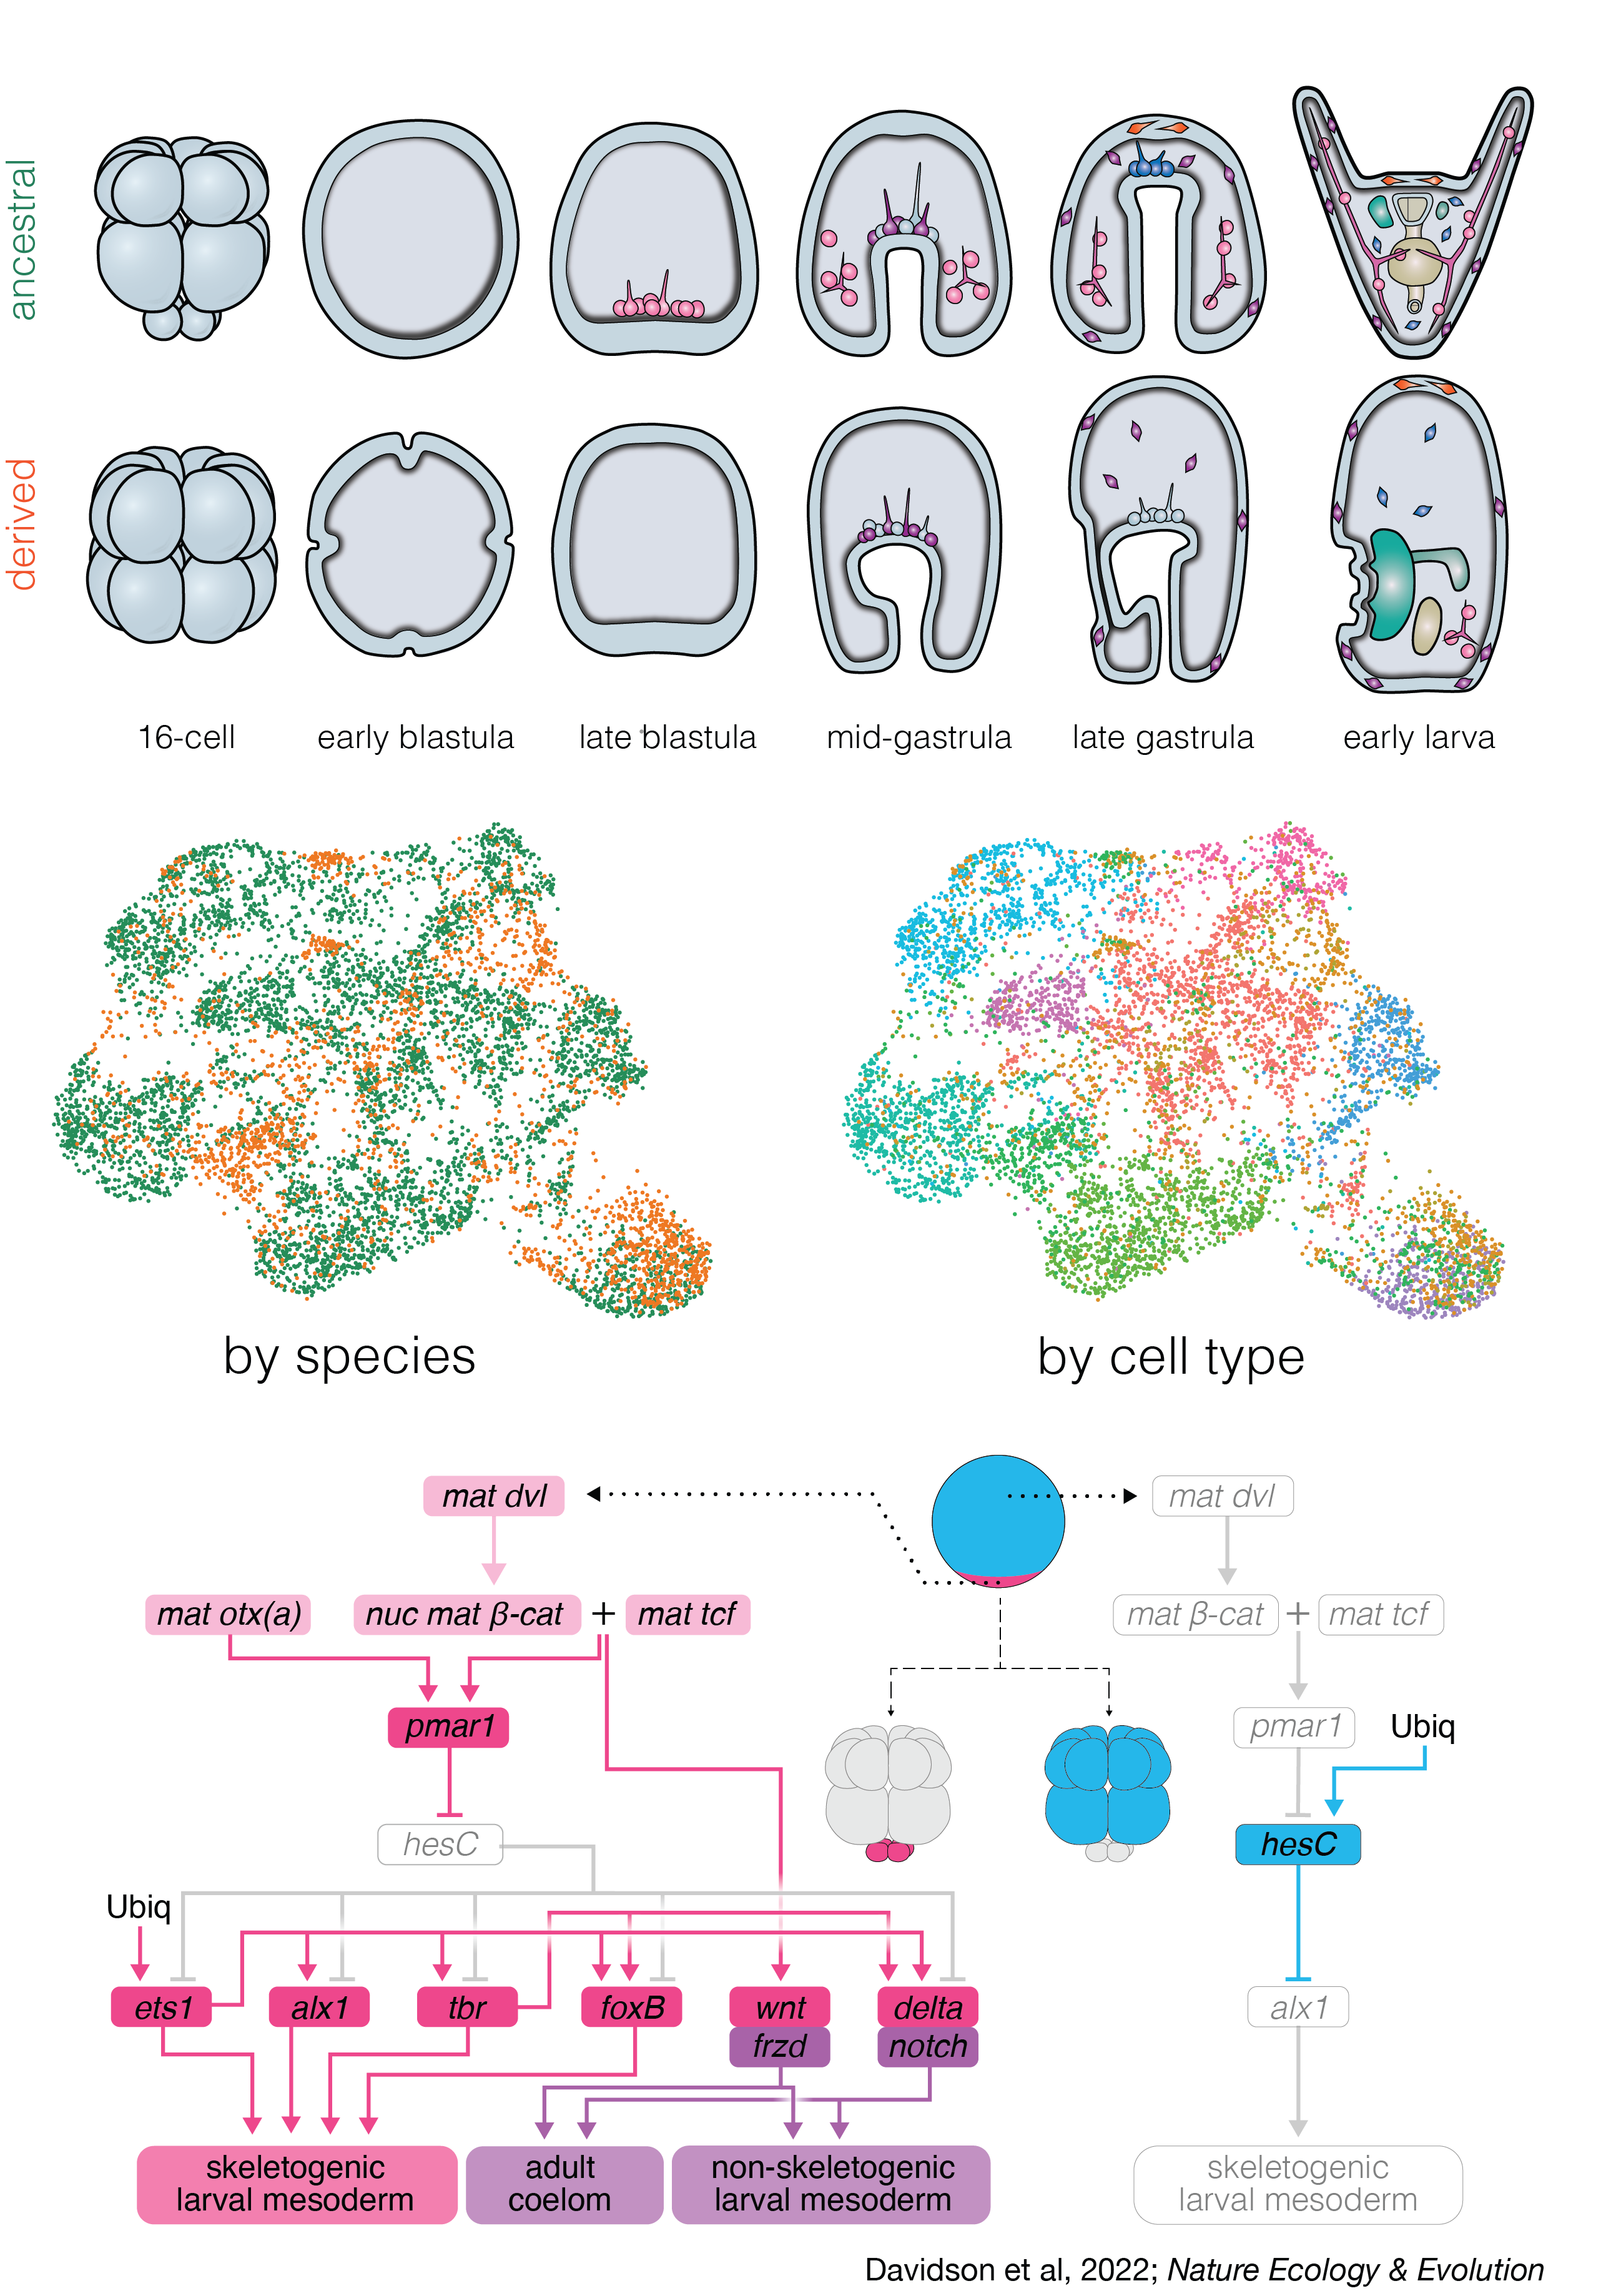 ancestral
derived
16-cell
early blastula
late blastula
mid-gastrula
late gastrula
early larva
by species
by cell type
mat dvl
mat dvl
mat otx(a)
nuc mat β-cat + mat tcf
mat β-cat + mat tcf
pmar1
pmar1
Ubiq
hesC
hesC
Ubiq
ets1
alx1
tbr
foxB
wnt
delta
alx1
frzd
notch
skeletogenic
larval mesoderm
adult
coelom
non-skeletogenic
larval mesoderm
skeletogenic
larval mesoderm
Davidson et al, 2022; Nature Ecology & Evolution